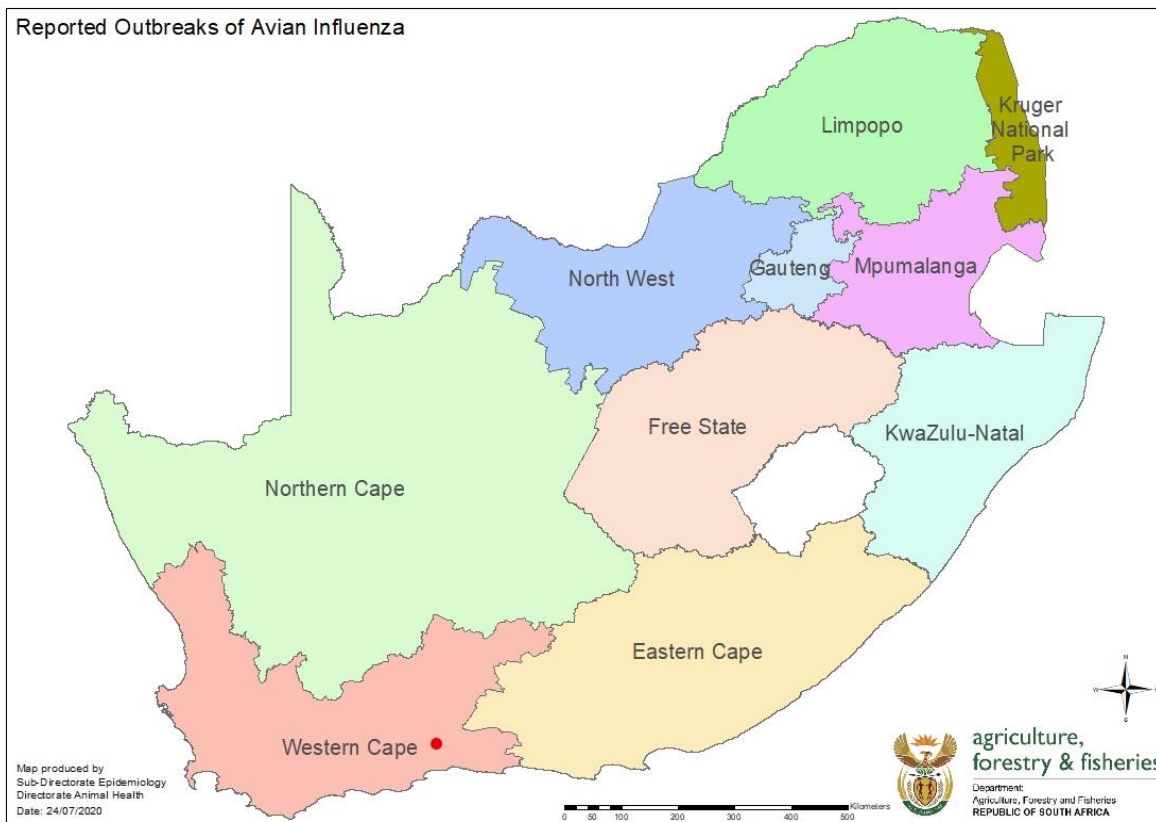 Reported Outbreaks of Avian Influenza
Limpopo
Kruger
National
Park
North West
Gauteng
Mpumalanga
Free State
KwaZulu-Natal
Northern Cape
Eastern Cape
Western Cape
Map produced by
Sub-Directorate Epidemiology
Directorate Animal Health
Date: 24/07/2020
N
W
S
Kilometers
0 50 100 200 300 400 500
agriculture,
forestry & fisheries
Department:
Agriculture, Forestry and Fisheries
REPUBLIC OF SOUTH AFRICA